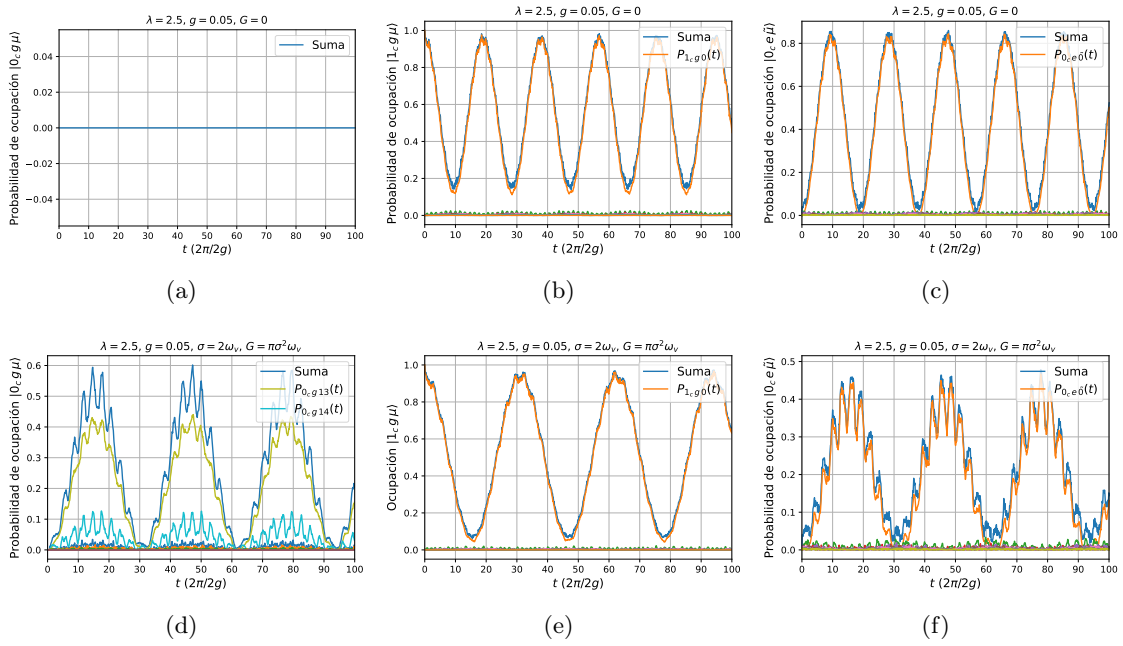 λ = 2.5, g = 0.05, G = 0
Probabilidad de ocupación |0_c g μ⟩
0.04
0.02
0.00
−0.02
−0.04
Suma
0 10 20 30 40 50 60 70 80 90 100
t (2π/2g)
(a)
λ = 2.5, g = 0.05, G = 0
Probabilidad de ocupación |1_c g μ⟩
1.0
0.8
0.6
0.4
0.2
0.0
Suma
P_{1_c g 0̃}(t)
0 10 20 30 40 50 60 70 80 90 100
t (2π/2g)
(b)
λ = 2.5, g = 0.05, G = 0
Probabilidad de ocupación |0_c e μ̃⟩
0.8
0.6
0.4
0.2
0.0
Suma
P_{0_c e 0̃}(t)
0 10 20 30 40 50 60 70 80 90 100
t (2π/2g)
(c)
λ = 2.5, g = 0.05, σ = 2ω_v, G = πσ²ω_v
Probabilidad de ocupación |0_c g μ⟩
0.6
0.5
0.4
0.3
0.2
0.1
0.0
Suma
P_{0_c g 13}(t)
P_{0_c g 14}(t)
0 10 20 30 40 50 60 70 80 90 100
t (2π/2g)
(d)
λ = 2.5, g = 0.05, σ = 2ω_v, G = πσ²ω_v
Ocupación |1_c g μ⟩
1.0
0.8
0.6
0.4
0.2
0.0
Suma
P_{1_c g 0}(t)
0 10 20 30 40 50 60 70 80 90 100
t (2π/2g)
(e)
λ = 2.5, g = 0.05, σ = 2ω_v, G = πσ²ω_v
Probabilidad de ocupación |0_c e μ̃⟩
0.5
0.4
0.3
0.2
0.1
0.0
Suma
P_{0_c e 0̃}(t)
0 10 20 30 40 50 60 70 80 90 100
t (2π/2g)
(f)